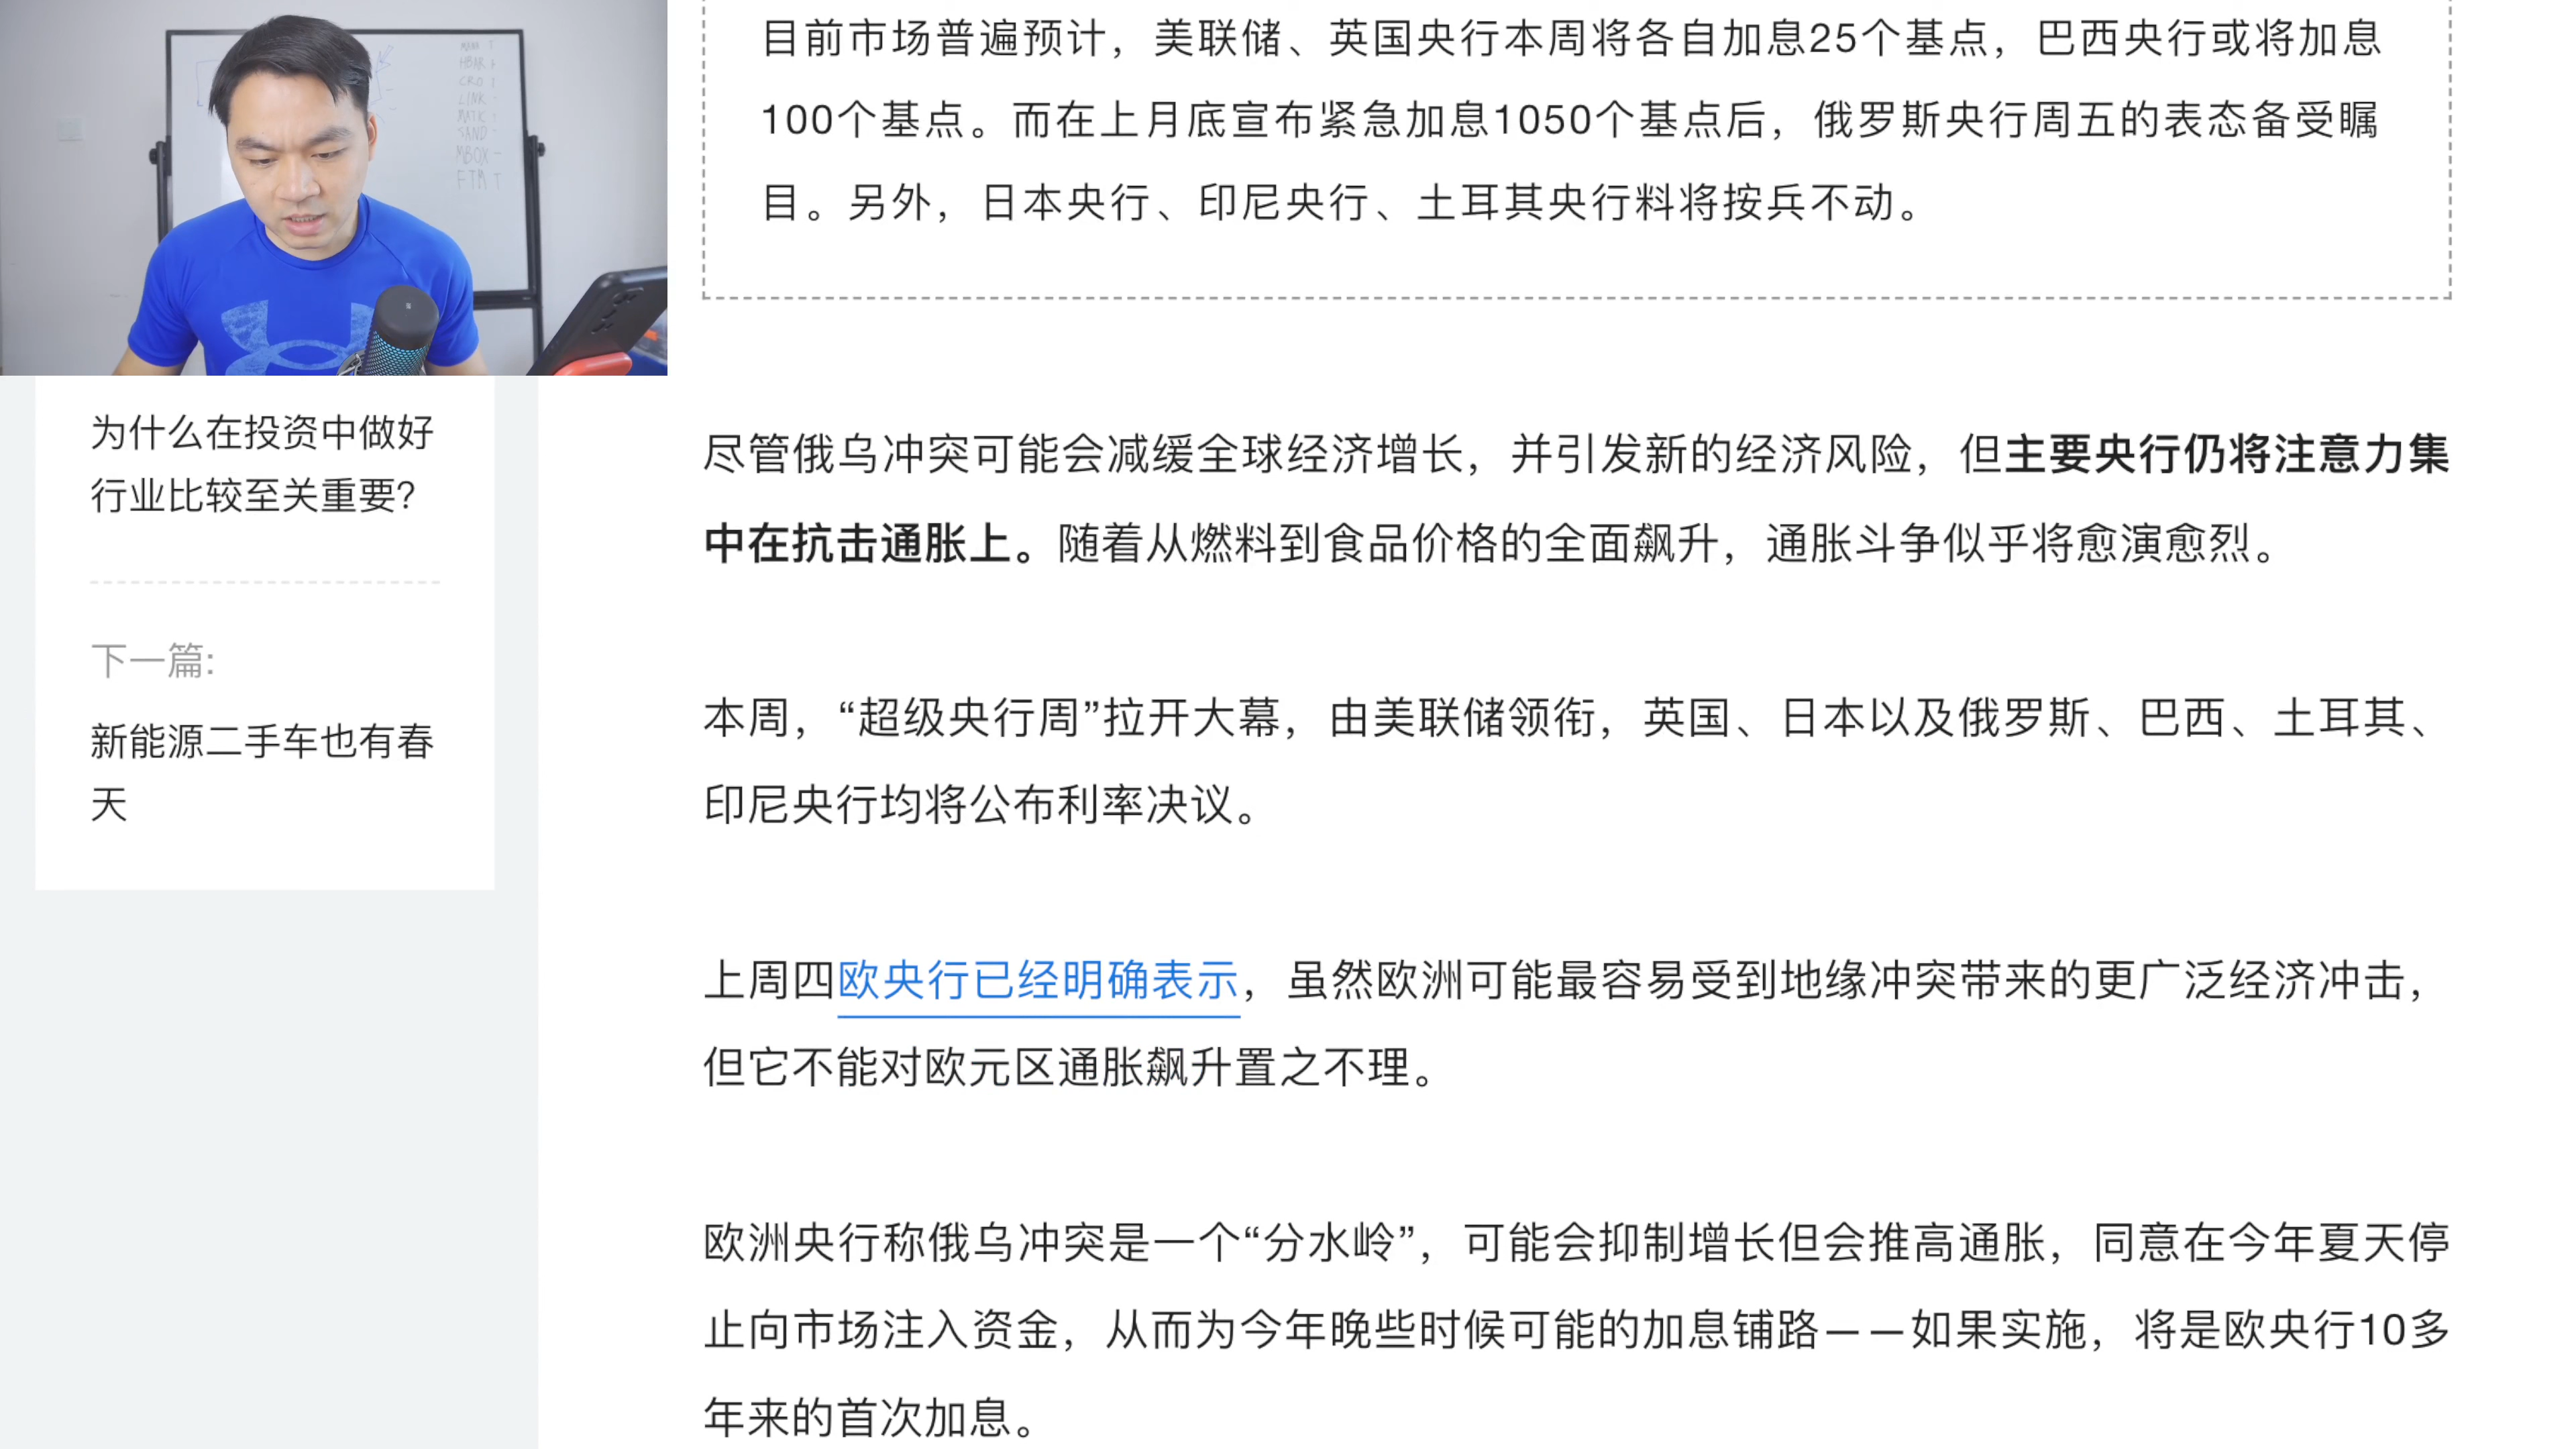 MANA T
HBAR
CRO
LINK
MATIC
SAND
MBOX -
FTM T
目前市场普遍预计，美联储、英国央行本周将各自加息25个基点，巴西央行或将加息
100个基点。而在上月底宣布紧急加息1050个基点后，俄罗斯央行周五的表态备受瞩
目。另外，日本央行、印尼央行、土耳其央行料将按兵不动。
为什么在投资中做好
行业比较至关重要?
下一篇:
新能源二手车也有春
天
尽管俄乌冲突可能会减缓全球经济增长，并引发新的经济风险，但主要央行仍将注意力集
中在抗击通胀上。随着从燃料到食品价格的全面飙升，通胀斗争似乎将愈演愈烈。
本周，“超级央行周”拉开大幕，由美联储领衔，英国、日本以及俄罗斯、巴西、土耳其、
印尼央行均将公布利率决议。
上周四欧央行已经明确表示，虽然欧洲可能最容易受到地缘冲突带来的更广泛经济冲击，
但它不能对欧元区通胀飙升置之不理。
欧洲央行称俄乌冲突是一个“分水岭”，可能会抑制增长但会推高通胀，同意在今年夏天停
止向市场注入资金，从而为今年晚些时候可能的加息铺路——如果实施，将是欧央行10多
年来的首次加息。